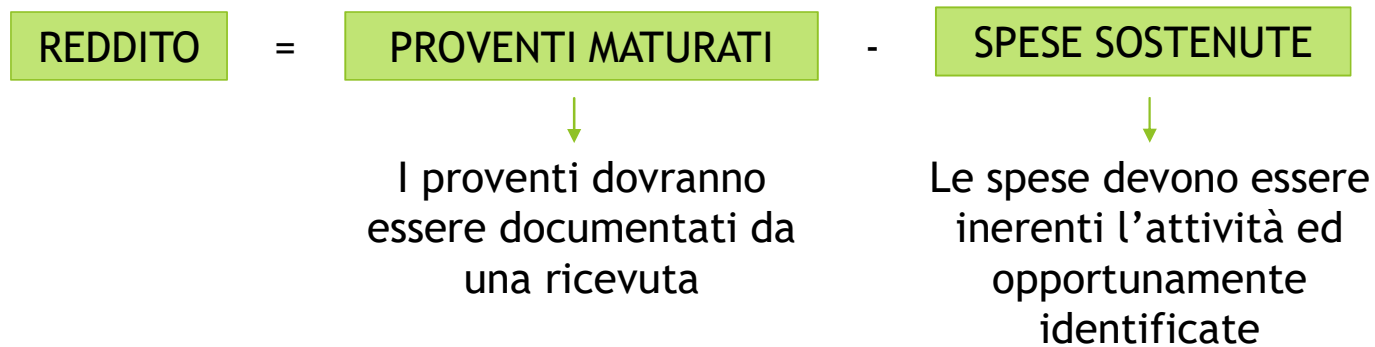 REDDITO = PROVENTI MATURATI - SPESE SOSTENUTE
I proventi dovranno
essere documentati da
una ricevuta
Le spese devono essere
inerenti l’attività ed
opportunamente
identificate